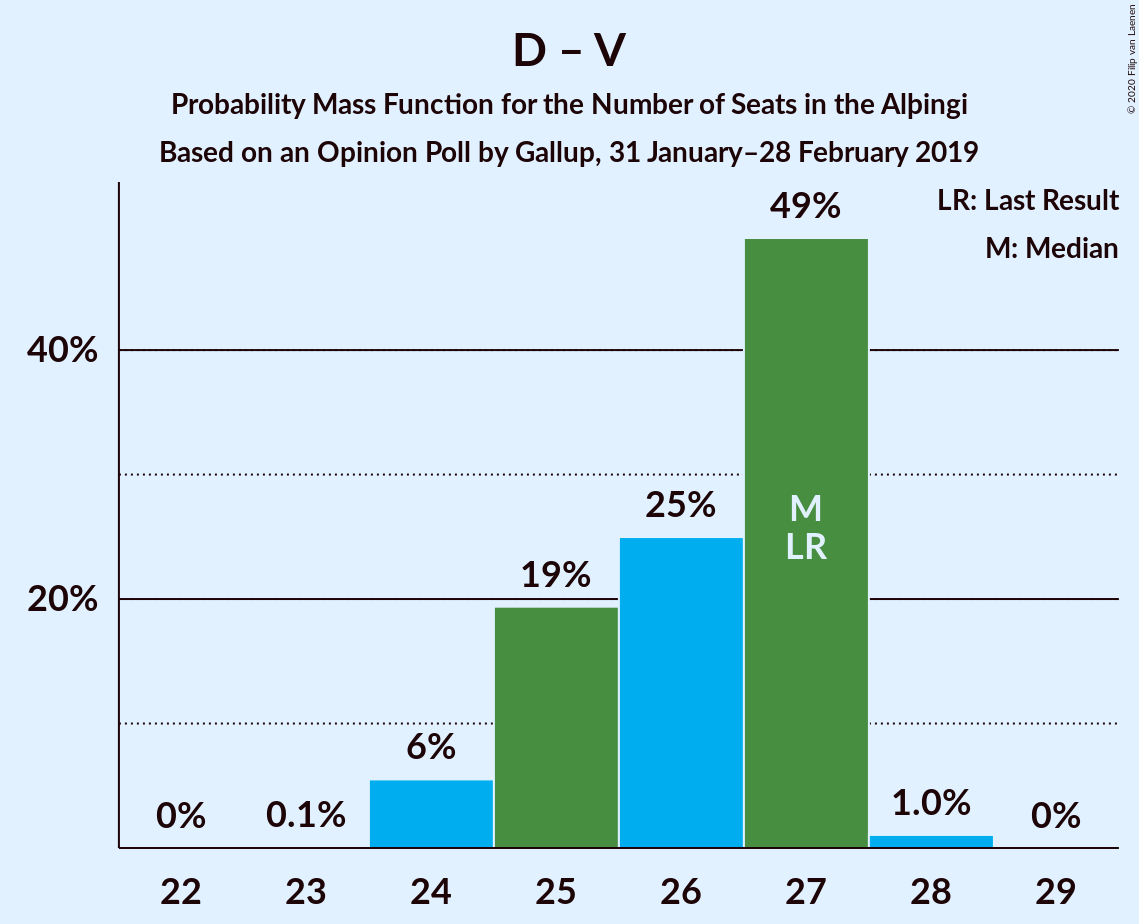 D – V
Probability Mass Function for the Number of Seats in the Alþingi
Based on an Opinion Poll by Gallup, 31 January–28 February 2019
© 2020 Filip van Laenen
LR: Last Result
M: Median
40%
20%
0%
0.1%
6%
19%
25%
49%
1.0%
0%
M
LR
22
23
24
25
26
27
28
29